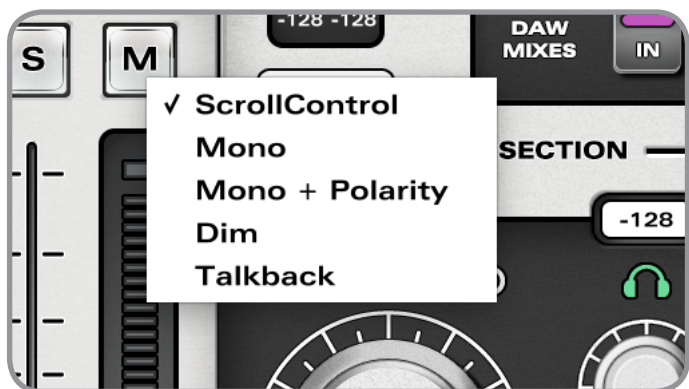 -128 -128
DAW
MIXES
S
M
IN
✓ ScrollControl
Mono
SECTION
Mono + Polarity
-128
Dim
Talkback